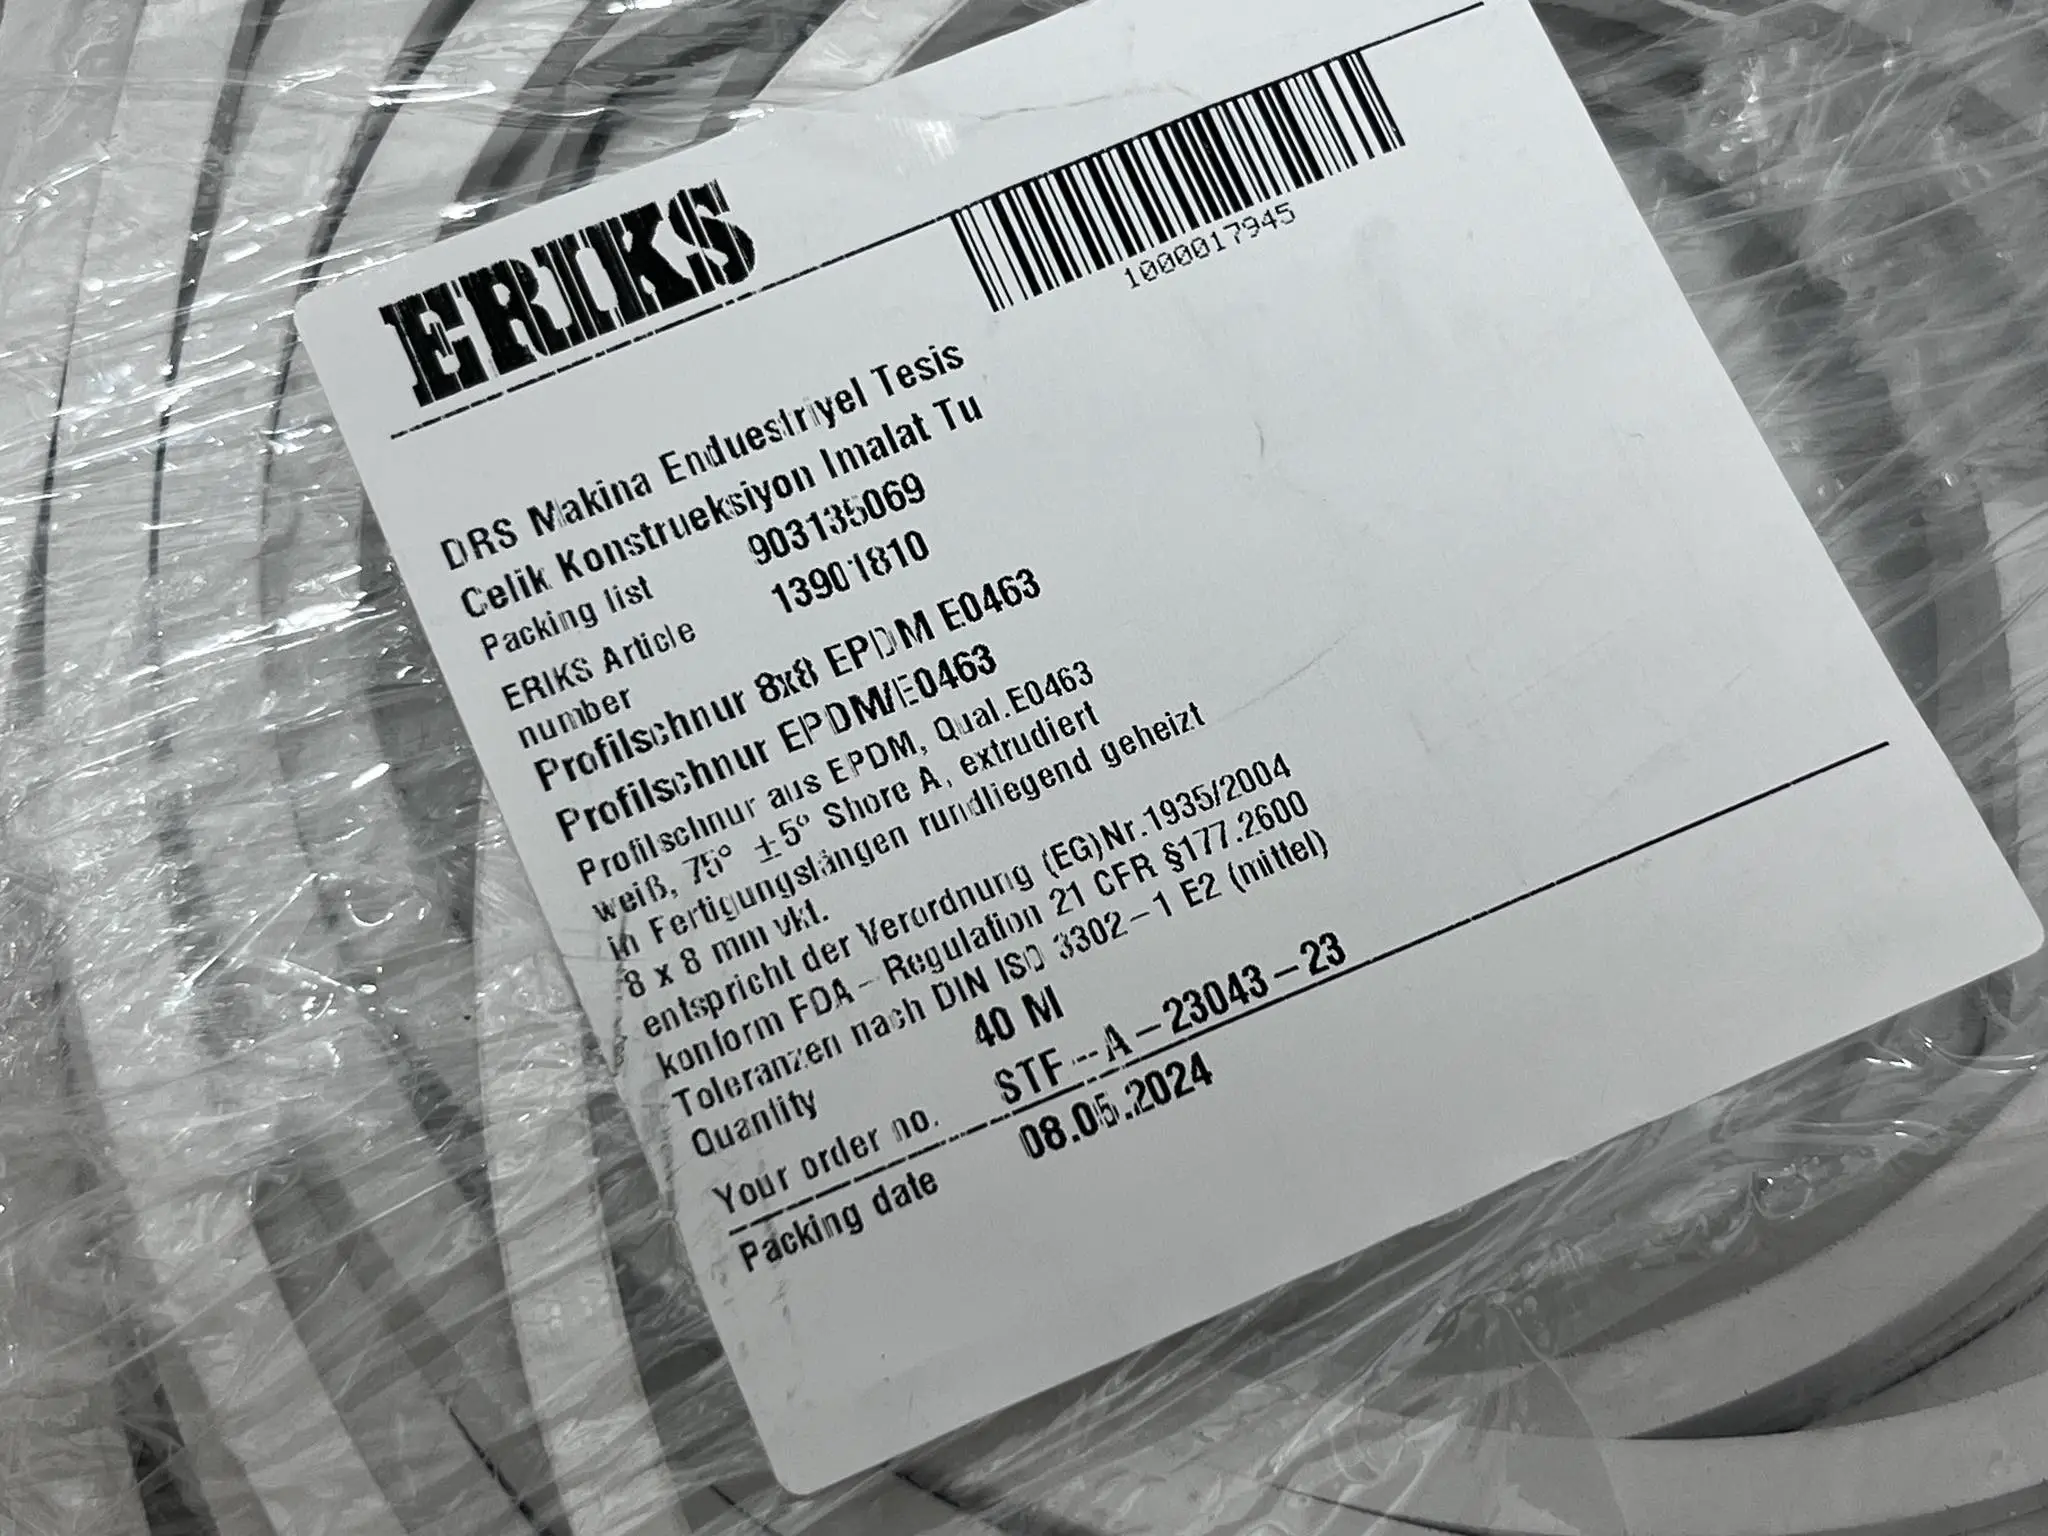 ERIKS
1000017945
DRS Makina Enduestriyel Tesis
Celik Konstrueksiyon Imalat Tu
Packing list 903135069
ERIKS Article 13901810
number
Profilschnur 8x8 EPDM E0463
Profilschnur EPDM/E0463
Profilschnur aus EPDM, Qual.E0463
weiß, 75° ±5° Shore A, extrudiert
in Fertigungslängen rundliegend geheizt
8 x 8 mm vkt.
entspricht der Verordnung (EG)Nr.1935/2004
konform FDA-Regulation 21 CFR §177.2600
Toleranzen nach DIN ISO 3302-1 E2 (mittel)
Quantity 40 M
Your order no. STF-A-23043-23
Packing date 08.05.2024